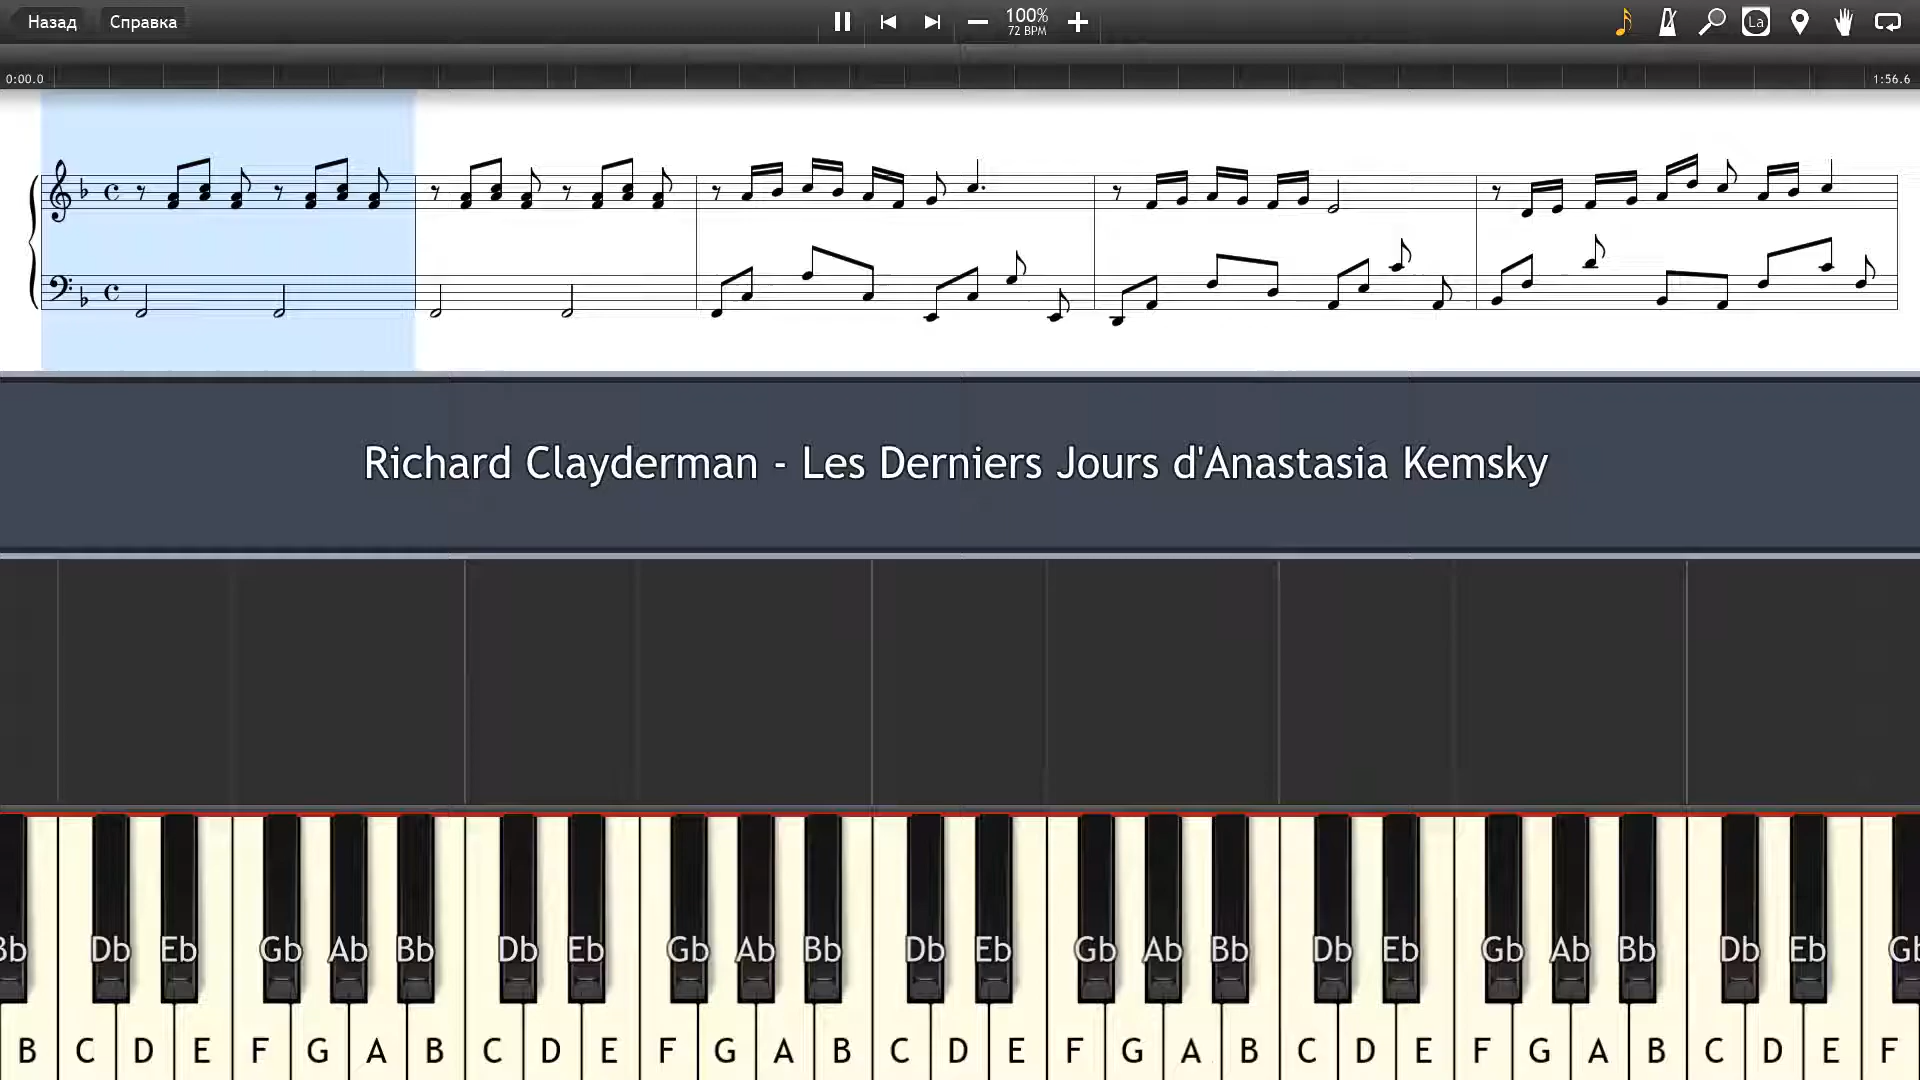 Назад Справка 100% La
72 BPM
0:00.0 1:56.6
Richard Clayderman - Les Derniers Jours d'Anastasia Kemsky
Bb Db Eb Gb Ab Bb Db Eb Gb Ab Bb Db Eb Gb Ab Bb Db Eb Gb Ab Bb Db Eb Gb
B C D E F G A B C D E F G A B C D E F G A B C D E F G A B C D E F